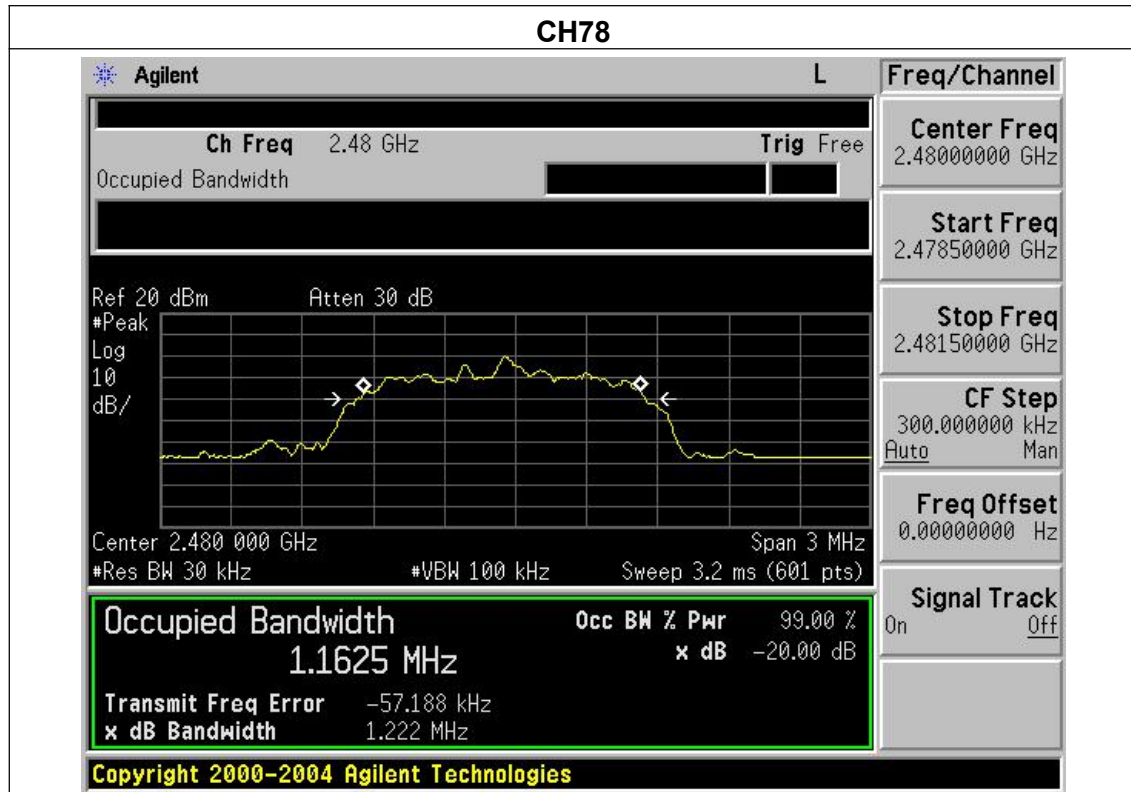 CH78
Agilent L
Freq/Channel
Ch Freq 2.48 GHz Trig Free
Occupied Bandwidth
Center Freq
2.48000000 GHz
Start Freq
2.47850000 GHz
Stop Freq
2.48150000 GHz
CF Step
300.000000 kHz
Auto Man
Freq Offset
0.00000000 Hz
Signal Track
On Off
Ref 20 dBm Atten 30 dB
#Peak
Log
10
dB/
Center 2.480 000 GHz Span 3 MHz
#Res BW 30 kHz #VBW 100 kHz Sweep 3.2 ms (601 pts)
Occupied Bandwidth
1.1625 MHz
Occ BW % Pwr 99.00 %
x dB -20.00 dB
Transmit Freq Error -57.188 kHz
x dB Bandwidth 1.222 MHz
Copyright 2000-2004 Agilent Technologies